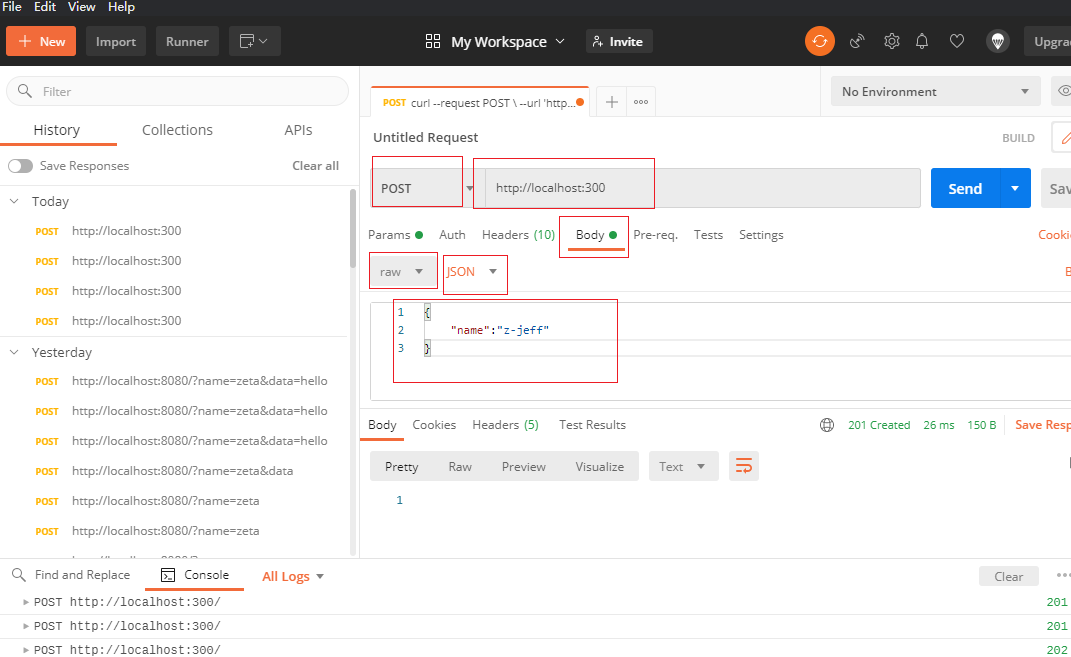 File Edit View Help
+ New Import Runner My Workspace Invite
Filter
History Collections APIs
Save Responses Clear all
Today
POST http://localhost:300
POST http://localhost:300
POST http://localhost:300
POST http://localhost:300
Yesterday
POST http://localhost:8080/?name=zeta&data=hello
POST http://localhost:8080/?name=zeta&data=hello
POST http://localhost:8080/?name=zeta&data=hello
POST http://localhost:8080/?name=zeta&data
POST http://localhost:8080/?name=zeta
POST http://localhost:8080/?name=zeta
POST curl --request POST \ --url 'http...
No Environment
Untitled Request BUILD
POST http://localhost:300 Send
Params Auth Headers (10) Body Pre-req. Tests Settings
raw JSON
1 {
2 "name":"z-jeff"
3 }
Body Cookies Headers (5) Test Results 201 Created 26 ms 150 B Save Resp
Pretty Raw Preview Visualize Text
1
Find and Replace Console All Logs Clear
POST http://localhost:300/ 201
POST http://localhost:300/ 201
POST http://localhost:300/ 202